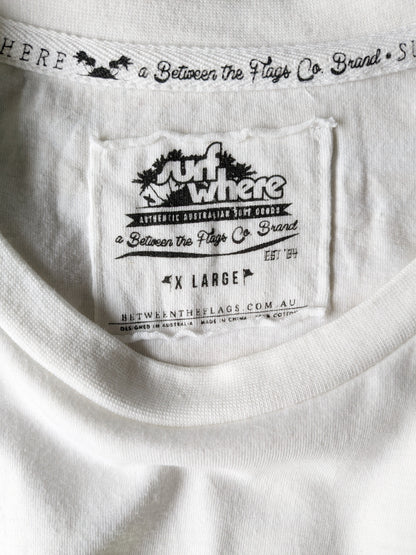 WHERE a Between the Flags Co. Brand • SU
surf
where
AUTHENTIC AUSTRALIAN SURF GOODS
a Between the Flags Co. Brand
EST '84
X LARGE
BETWEENTHEFLAGS.COM.AU
DESIGNED IN AUSTRALIA MADE IN CHINA COTTON